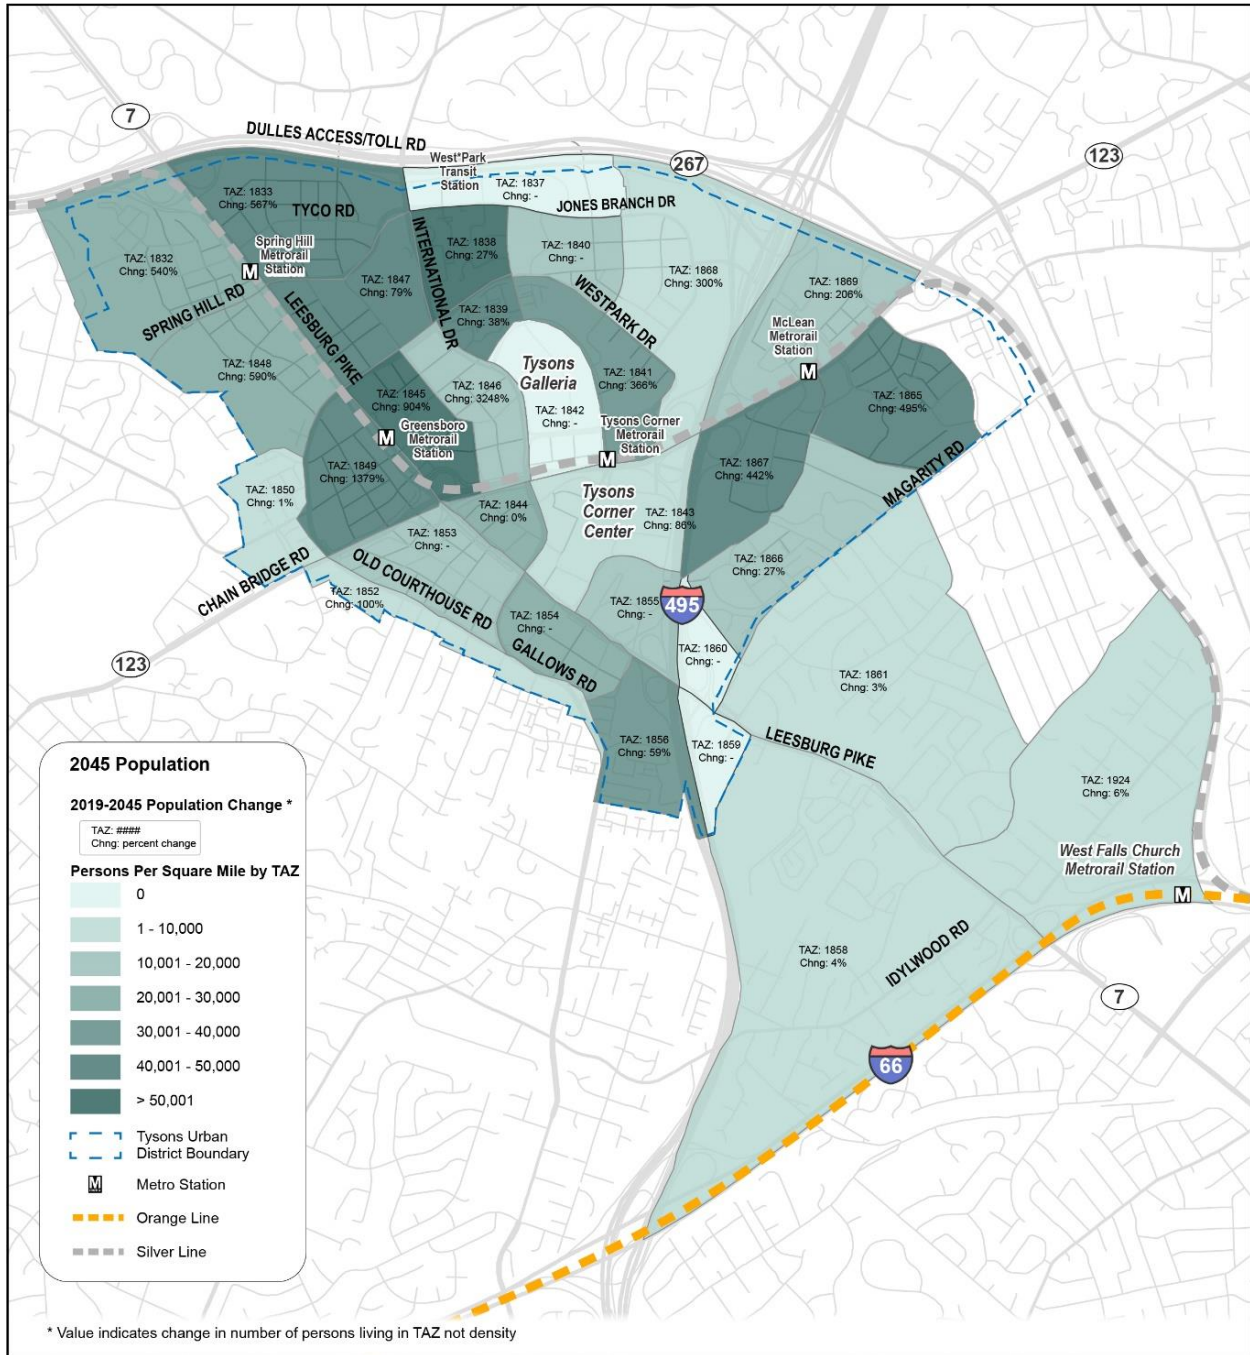 7
DULLES ACCESS/TOLL RD
West*Park
Transit
Station
267
123
TAZ: 1837
Chng: -
JONES BRANCH DR
TAZ: 1833
Chng: 567%
TYCO RD
INTERNATIONAL DR
TAZ: 1838
Chng: 27%
TAZ: 1840
Chng: -
TAZ: 1832
Chng: 540%
Spring Hill
Metrorail
Station
M
TAZ: 1847
Chng: 79%
TAZ: 1868
Chng: 300%
TAZ: 1869
Chng: 206%
SPRING HILL RD
LEESBURG PIKE
TAZ: 1839
Chng: 38%
WESTPARK DR
McLean
Metrorail
Station
M
TAZ: 1848
Chng: 590%
Tysons
Galleria
TAZ: 1841
Chng: 366%
TAZ: 1846
Chng: 3248%
TAZ: 1845
Chng: 904%
TAZ: 1865
Chng: 495%
TAZ: 1842
Chng: -
Tysons Corner
Metrorail
Station
M
Greensboro
Metrorail
Station
M
TAZ: 1849
Chng: 1379%
TAZ: 1867
Chng: 442%
MAGARITY RD
TAZ: 1850
Chng: 1%
Tysons
Corner
Center
TAZ: 1844
Chng: 0%
TAZ: 1843
Chng: 86%
TAZ: 1853
Chng: -
TAZ: 1866
Chng: 27%
CHAIN BRIDGE RD
OLD COURTHOUSE RD
TAZ: 1852
Chng: 100%
TAZ: 1855
Chng: -
495
TAZ: 1854
Chng: -
GALLOWS RD
TAZ: 1860
Chng: -
123
TAZ: 1861
Chng: 3%
TAZ: 1856
Chng: 59%
TAZ: 1859
Chng: -
LEESBURG PIKE
TAZ: 1924
Chng: 6%
West Falls Church
Metrorail Station
M
TAZ: 1858
Chng: 4%
IDYLWOOD RD
7
66
2045 Population
2019-2045 Population Change *
TAZ: ####
Chng: percent change
Persons Per Square Mile by TAZ
0
1 - 10,000
10,001 - 20,000
20,001 - 30,000
30,001 - 40,000
40,001 - 50,000
> 50,001
Tysons Urban
District Boundary
M
Metro Station
Orange Line
Silver Line
* Value indicates change in number of persons living in TAZ not density